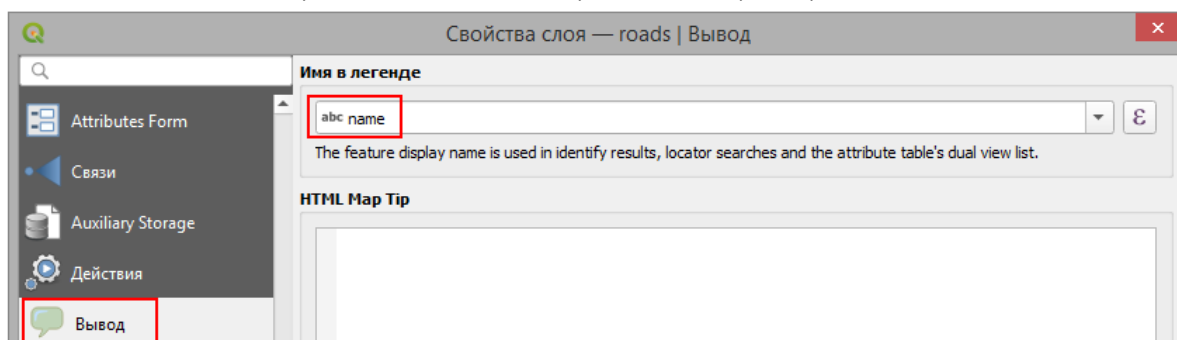 Свойства слоя — roads | Вывод
Имя в легенде
Attributes Form
abc name
ε
The feature display name is used in identify results, locator searches and the attribute table's dual view list.
Связи
HTML Map Tip
Auxiliary Storage
Действия
Вывод